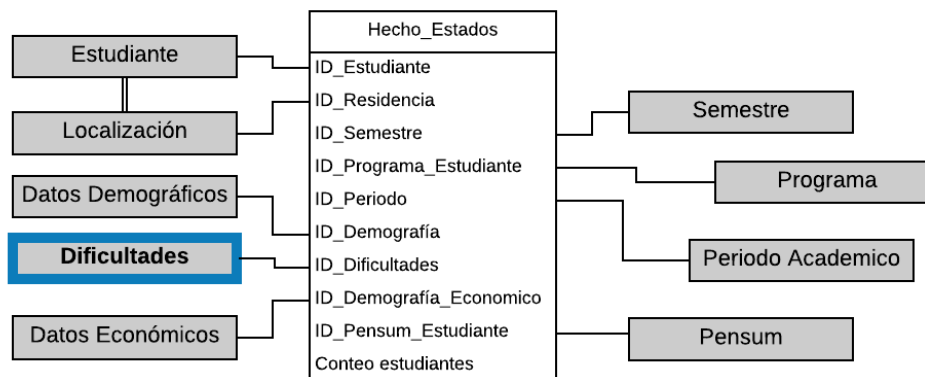 Hecho_Estados
ID_Estudiante
ID_Residencia
ID_Semestre
ID_Programa_Estudiante
ID_Periodo
ID_Demografía
ID_Dificultades
ID_Demografía_Economico
ID_Pensum_Estudiante
Conteo estudiantes
Estudiante
Localización
Datos Demográficos
Dificultades
Datos Económicos
Semestre
Programa
Periodo Academico
Pensum